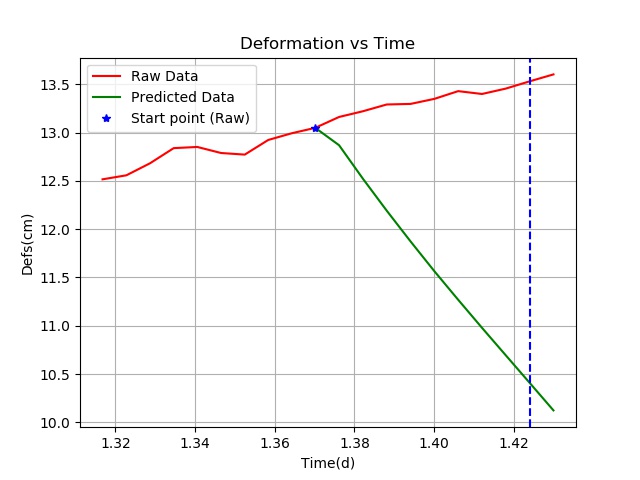 Deformation vs Time
Raw Data
Predicted Data
Start point (Raw)
13.5
13.0
12.5
12.0
11.5
11.0
10.5
10.0
Defs(cm)
1.32 1.34 1.36 1.38 1.40 1.42
Time(d)